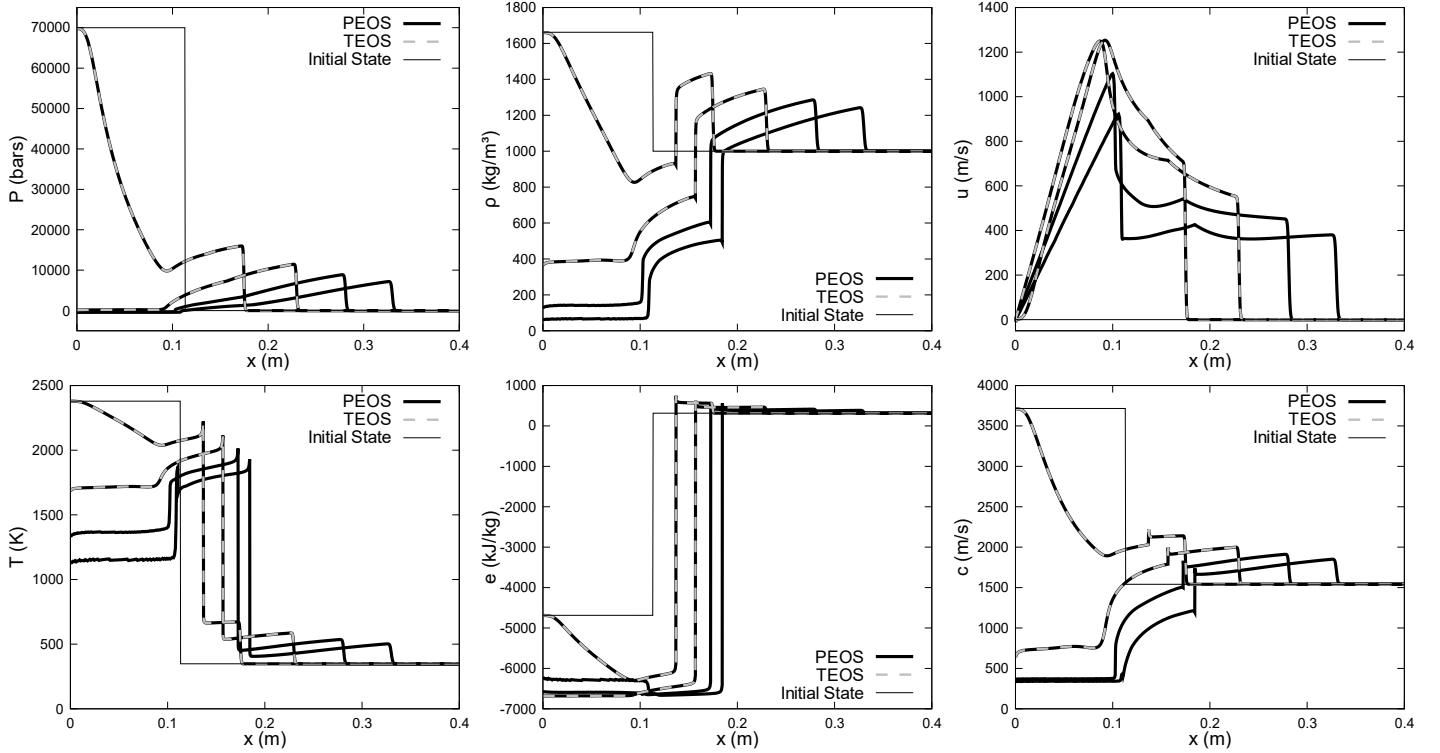 70000
60000
50000
40000
30000
20000
10000
0
P (bars)
0 0.1 0.2 0.3 0.4
x (m)
PEOS
TEOS
Initial State
1800
1600
1400
1200
1000
800
600
400
200
0
ρ (kg/m³)
0 0.1 0.2 0.3 0.4
x (m)
PEOS
TEOS
Initial State
1400
1200
1000
800
600
400
200
0
u (m/s)
0 0.1 0.2 0.3 0.4
x (m)
PEOS
TEOS
Initial State
2500
2000
1500
1000
500
0
T (K)
0 0.1 0.2 0.3 0.4
x (m)
PEOS
TEOS
Initial State
1000
0
-1000
-2000
-3000
-4000
-5000
-6000
-7000
e (kJ/kg)
0 0.1 0.2 0.3 0.4
x (m)
PEOS
TEOS
Initial State
4000
3500
3000
2500
2000
1500
1000
500
0
c (m/s)
0 0.1 0.2 0.3 0.4
x (m)
PEOS
TEOS
Initial State